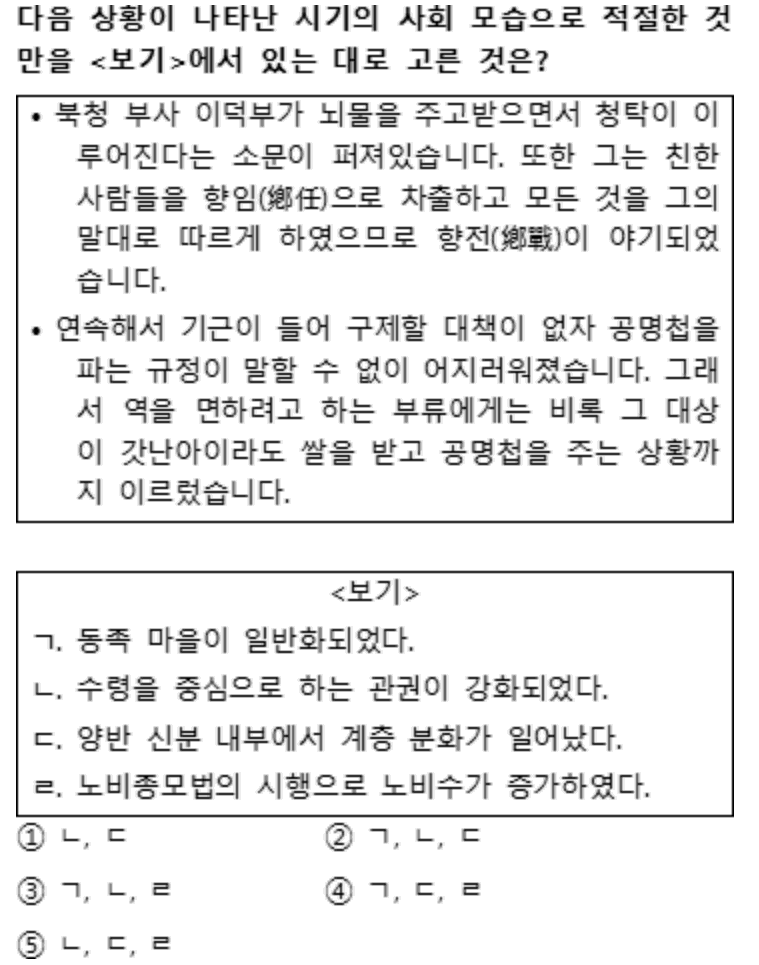 다음 상황이 나타난 시기의 사회 모습으로 적절한 것
만을 <보기>에서 있는 대로 고른 것은?
• 북청 부사 이덕부가 뇌물을 주고받으면서 청탁이 이
루어진다는 소문이 퍼져있습니다. 또한 그는 친한
사람들을 향임(鄕任)으로 차출하고 모든 것을 그의
말대로 따르게 하였으므로 향전(鄕戰)이 야기되었
습니다.
• 연속해서 기근이 들어 구제할 대책이 없자 공명첩을
파는 규정이 말할 수 없이 어지러워졌습니다. 그래
서 역을 면하려고 하는 부류에게는 비록 그 대상
이 갓난아이라도 쌀을 받고 공명첩을 주는 상황까
지 이르렀습니다.
<보기>
ㄱ. 동족 마을이 일반화되었다.
ㄴ. 수령을 중심으로 하는 관권이 강화되었다.
ㄷ. 양반 신분 내부에서 계층 분화가 일어났다.
ㄹ. 노비종모법의 시행으로 노비수가 증가하였다.
① ㄴ, ㄷ ② ㄱ, ㄴ, ㄷ
③ ㄱ, ㄴ, ㄹ ④ ㄱ, ㄷ, ㄹ
⑤ ㄴ, ㄷ, ㄹ